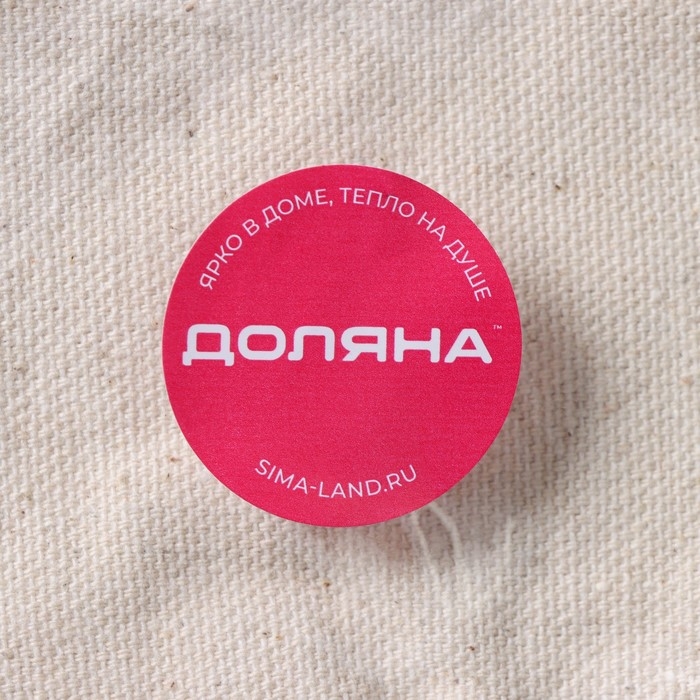 ЯРКО В ДОМЕ, ТЕПЛО НА ДУШЕ
ДОЛЯНА™
SIMA-LAND.RU